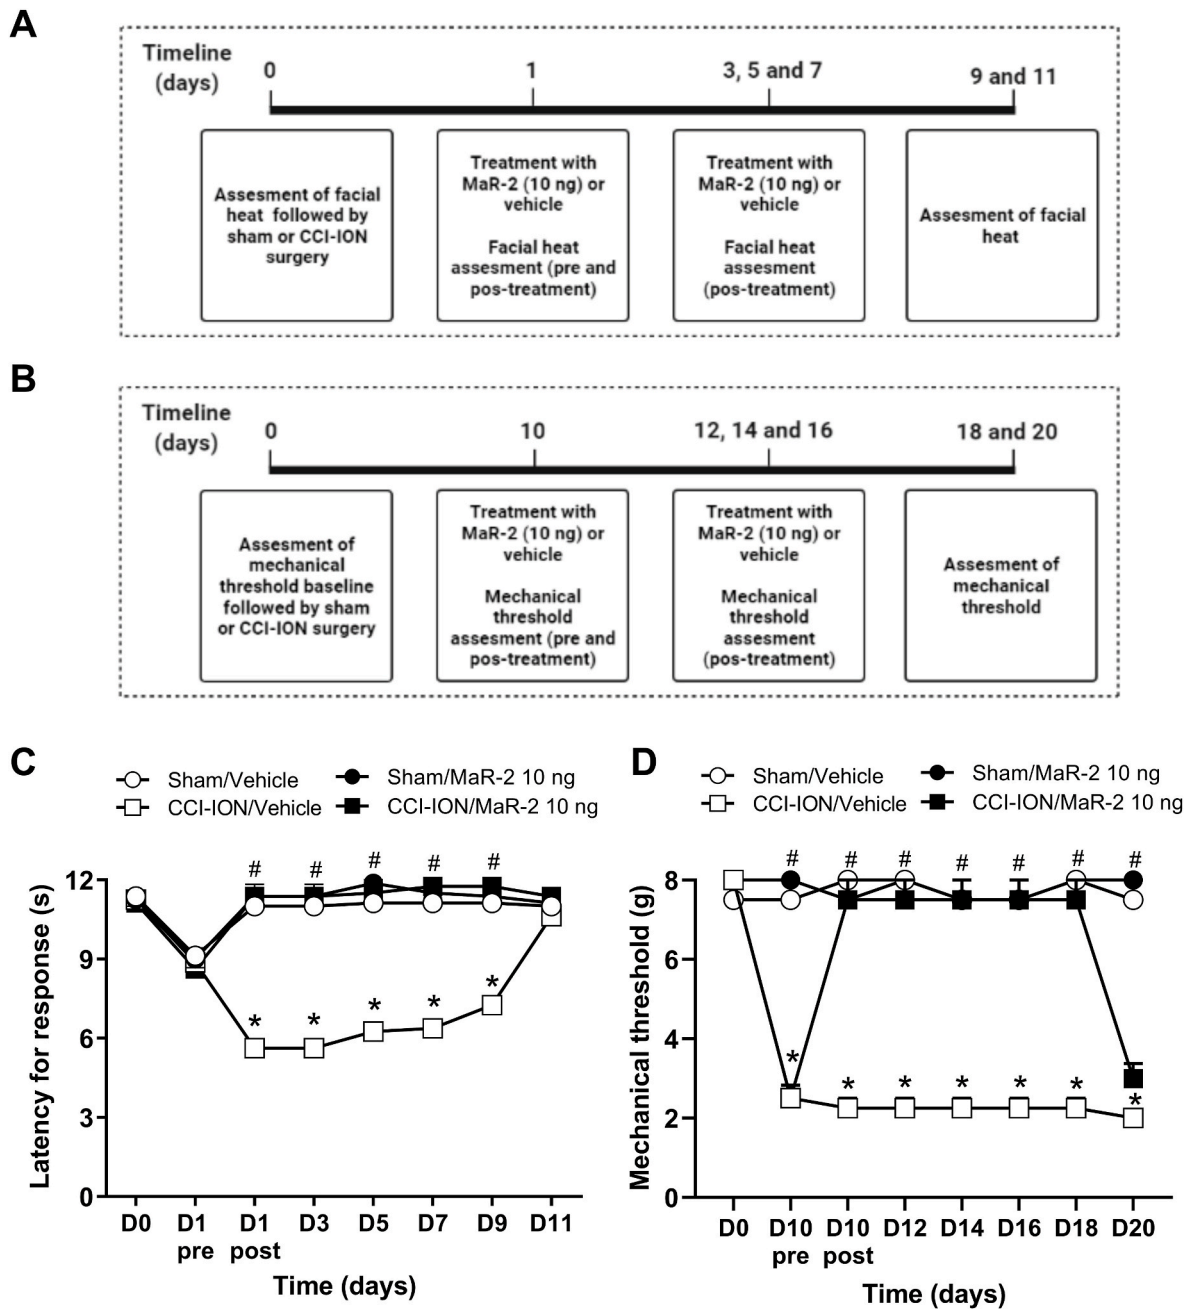 A
Timeline
(days)
0
1
3, 5 and 7
9 and 11
Assesment of facial
heat followed by
sham or CCI-ION
surgery
Treatment with
MaR-2 (10 ng) or
vehicle
Facial heat
assesment (pre and
pos-treatment)
Treatment with
MaR-2 (10 ng) or
vehicle
Facial heat
assesment
(pos-treatment)
Assesment of facial
heat
B
Timeline
(days)
0
10
12, 14 and 16
18 and 20
Assesment of
mechanical
threshold baseline
followed by sham
or CCI-ION surgery
Treatment with
MaR-2 (10 ng) or
vehicle
Mechanical
threshold
assesment (pre and
pos-treatment)
Treatment with
MaR-2 (10 ng) or
vehicle
Mechanical
threshold
assesment
(pos-treatment)
Assesment of
mechanical
threshold
C
Sham/Vehicle
Sham/MaR-2 10 ng
CCI-ION/Vehicle
CCI-ION/MaR-2 10 ng
Latency for response (s)
12
9
6
3
0
# # # # #
* * * * *
D0 D1 D1 D3 D5 D7 D9 D11
pre post
Time (days)
D
Sham/Vehicle
Sham/MaR-2 10 ng
CCI-ION/Vehicle
CCI-ION/MaR-2 10 ng
Mechanical threshold (g)
8
6
4
2
0
# # # # # # #
* * * * * * *
D0 D10 D10 D12 D14 D16 D18 D20
pre post
Time (days)